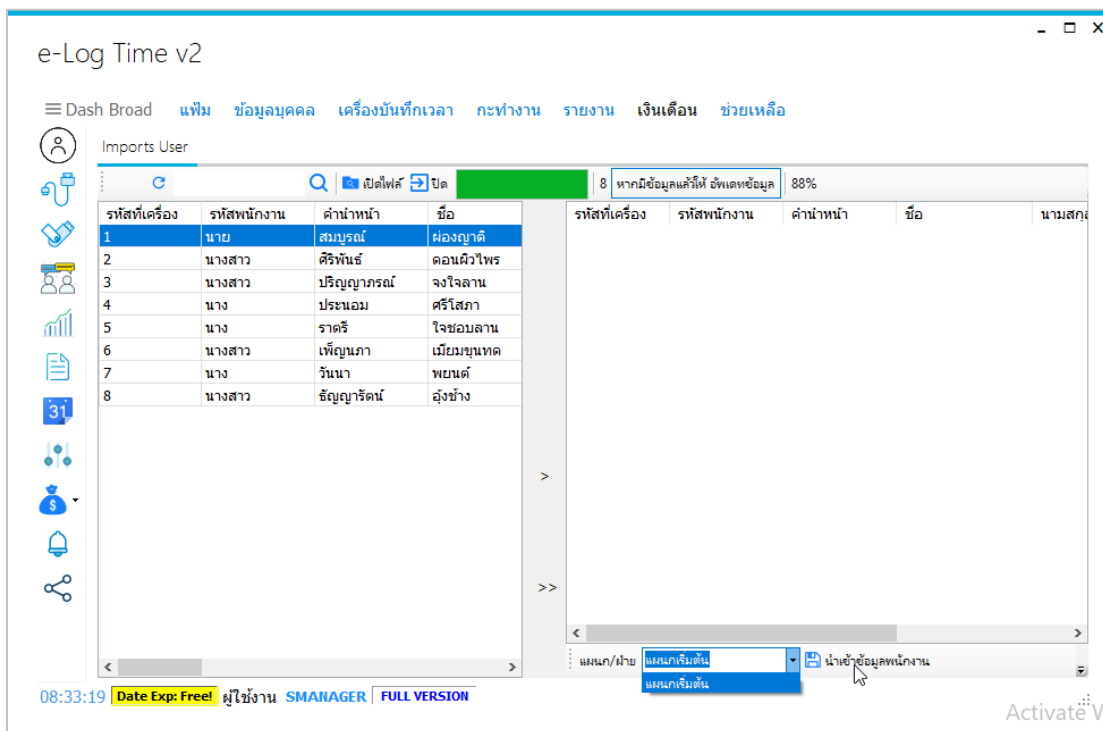 e-Log Time v2
Dash Broad แฟ้ม ข้อมูลบุคคล เครื่องบันทึกเวลา กะทำงาน รายงาน เงินเดือน ช่วยเหลือ
Imports User
เปิดไฟล์ ปิด 8 หากมีข้อมูลแล้วให้ อัพเดทข้อมูล 88%
รหัสที่เครื่อง รหัสพนักงาน คำนำหน้า ชื่อ รหัสที่เครื่อง รหัสพนักงาน คำนำหน้า ชื่อ
1 นาย สมบูรณ์ ผ่องญาติ
2 นางสาว ศิริพันธ์ ดอนผิวไพร
3 นางสาว ปริญญาภรณ์ จงใจลาน
4 นาง ประนอม ศรีโสภา
5 นาง ราตรี ใจชอบลาน
6 นางสาว เพ็ญนภา เมียมขุนทด
7 นาง วันนา พยนต์
8 นางสาว ธัญญารัตน์ อุ้งช้าง
>
>>
แผนก/ฝ่าย แผนกเริ่มต้น นำเข้าข้อมูลพนักงาน
แผนกเริ่มต้น
31
08:33:19 Date Exp: Free! ผู้ใช้งาน SMANAGER FULL VERSION
Activate